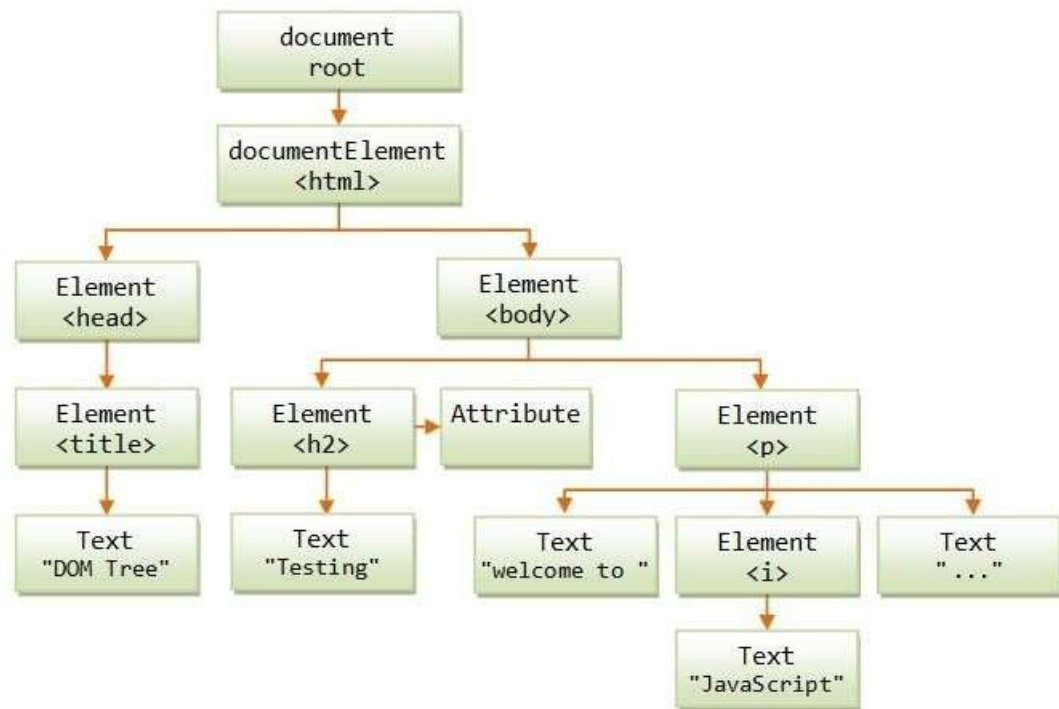 document
root
documentElement
<html>
Element
<head>
Element
<body>
Element
<title>
Element
<h2>
Attribute
Element
<p>
Text
"DOM Tree"
Text
"Testing"
Text
"welcome to "
Element
<i>
Text
" ..."
Text
"JavaScript"